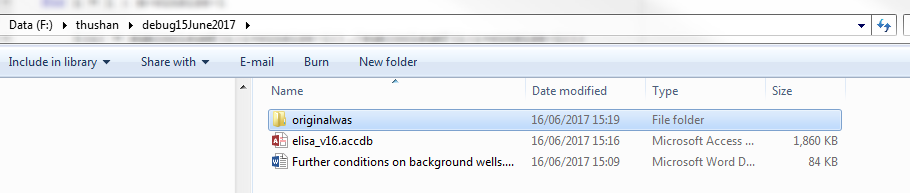 Data (F:) ▸ thushan ▸ debug15June2017
Include in library Share with E-mail Burn New folder
Name Date modified Type Size
originalwas 16/06/2017 15:19 File folder
elisa_v16.accdb 16/06/2017 15:16 Microsoft Access ... 1,860 KB
Further conditions on background wells.... 16/06/2017 15:09 Microsoft Word D... 84 KB